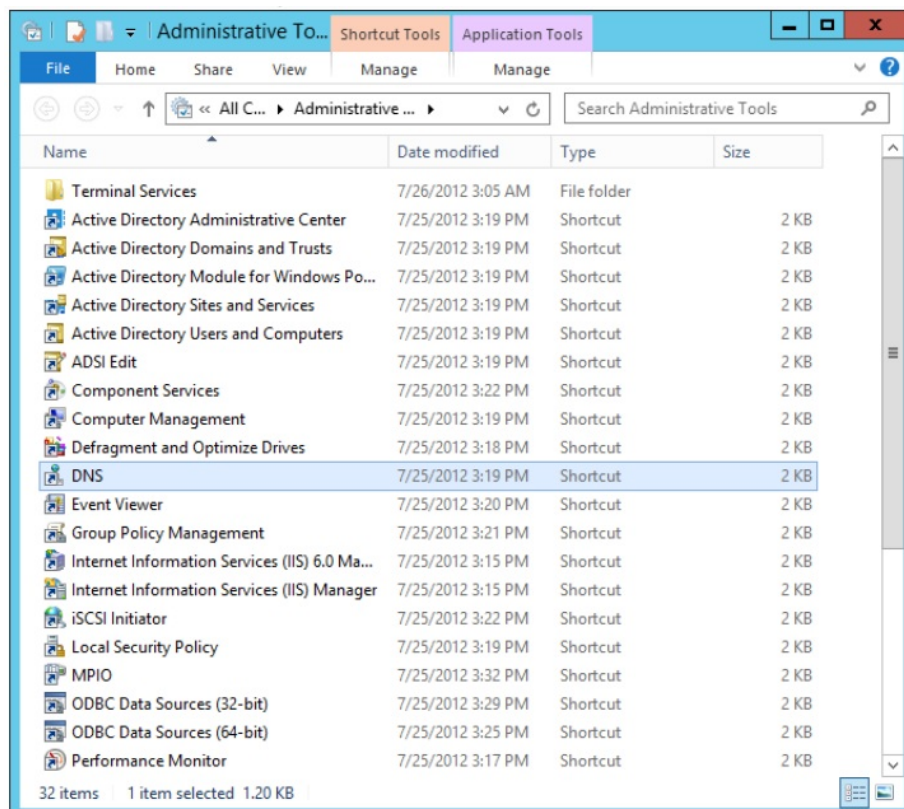 Administrative To... Shortcut Tools Application Tools
File Home Share View Manage Manage
« All C... Administrative ... Search Administrative Tools
Name Date modified Type Size
Terminal Services 7/26/2012 3:05 AM File folder
Active Directory Administrative Center 7/25/2012 3:19 PM Shortcut 2 KB
Active Directory Domains and Trusts 7/25/2012 3:19 PM Shortcut 2 KB
Active Directory Module for Windows Po... 7/25/2012 3:19 PM Shortcut 2 KB
Active Directory Sites and Services 7/25/2012 3:19 PM Shortcut 2 KB
Active Directory Users and Computers 7/25/2012 3:19 PM Shortcut 2 KB
ADSI Edit 7/25/2012 3:19 PM Shortcut 2 KB
Component Services 7/25/2012 3:22 PM Shortcut 2 KB
Computer Management 7/25/2012 3:19 PM Shortcut 2 KB
Defragment and Optimize Drives 7/25/2012 3:18 PM Shortcut 2 KB
DNS 7/25/2012 3:19 PM Shortcut 2 KB
Event Viewer 7/25/2012 3:20 PM Shortcut 2 KB
Group Policy Management 7/25/2012 3:21 PM Shortcut 2 KB
Internet Information Services (IIS) 6.0 Ma... 7/25/2012 3:15 PM Shortcut 2 KB
Internet Information Services (IIS) Manager 7/25/2012 3:15 PM Shortcut 2 KB
iSCSI Initiator 7/25/2012 3:22 PM Shortcut 2 KB
Local Security Policy 7/25/2012 3:19 PM Shortcut 2 KB
MPIO 7/25/2012 3:32 PM Shortcut 2 KB
ODBC Data Sources (32-bit) 7/25/2012 3:29 PM Shortcut 2 KB
ODBC Data Sources (64-bit) 7/25/2012 3:25 PM Shortcut 2 KB
Performance Monitor 7/25/2012 3:17 PM Shortcut 2 KB
32 items 1 item selected 1.20 KB